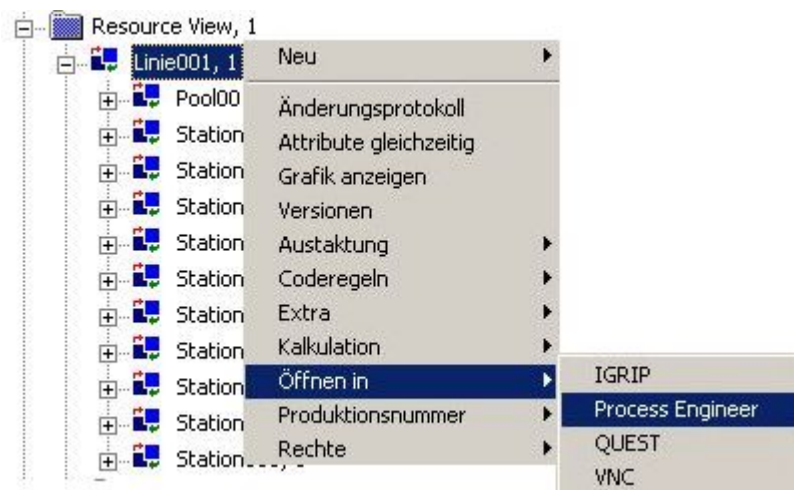 Resource View, 1
Linie001, 1
Pool00
Station
Station
Station
Station
Station
Station
Station
Station
Station
Station
Neu
Änderungsprotokoll
Attribute gleichzeitig
Grafik anzeigen
Versionen
Austaktung
Coderegeln
Extra
Kalkulation
Öffnen in
Produktionsnummer
Rechte
IGRIP
Process Engineer
QUEST
VNC